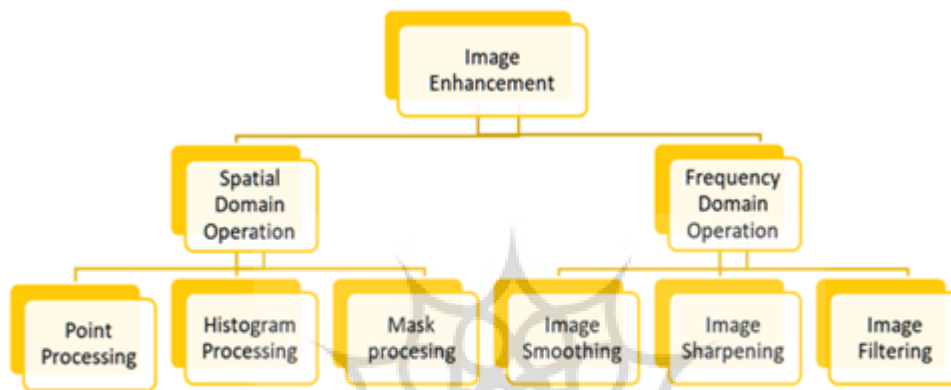 Image
Enhancement
Spatial
Domain
Operation
Frequency
Domain
Operation
Point
Processing
Histogram
Processing
Mask
procesing
Image
Smoothing
Image
Sharpening
Image
Filtering